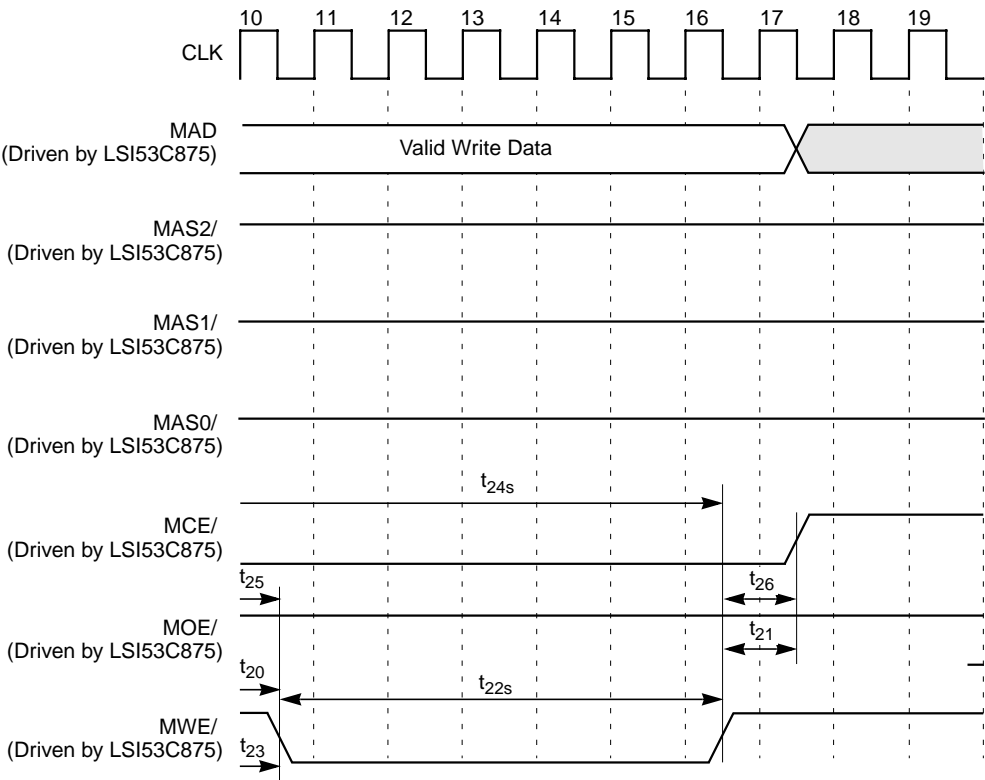 10 11 12 13 14 15 16 17 18 19
CLK
MAD
(Driven by LSI53C875)
Valid Write Data
MAS2/
(Driven by LSI53C875)
MAS1/
(Driven by LSI53C875)
MAS0/
(Driven by LSI53C875)
t24s
MCE/
(Driven by LSI53C875)
t25
t26
MOE/
(Driven by LSI53C875)
t21
t20
t22s
MWE/
(Driven by LSI53C875)
t23